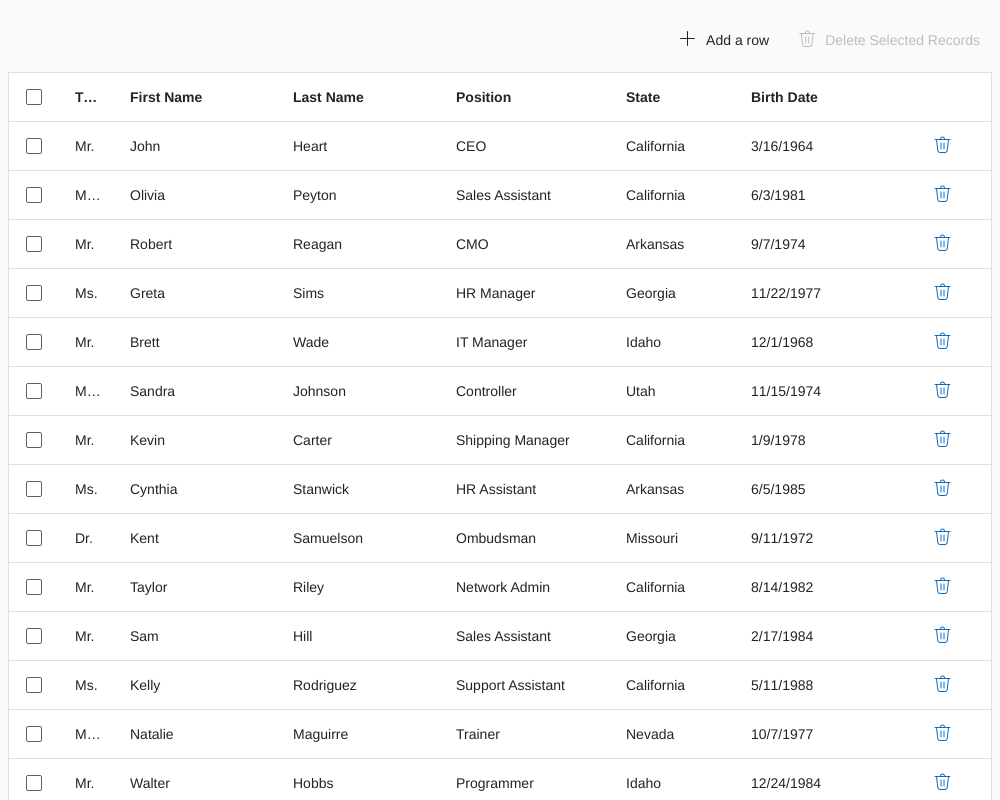 Add a row Delete Selected Records
T... First Name Last Name Position State Birth Date
Mr. John Heart CEO California 3/16/1964
M... Olivia Peyton Sales Assistant California 6/3/1981
Mr. Robert Reagan CMO Arkansas 9/7/1974
Ms. Greta Sims HR Manager Georgia 11/22/1977
Mr. Brett Wade IT Manager Idaho 12/1/1968
M... Sandra Johnson Controller Utah 11/15/1974
Mr. Kevin Carter Shipping Manager California 1/9/1978
Ms. Cynthia Stanwick HR Assistant Arkansas 6/5/1985
Dr. Kent Samuelson Ombudsman Missouri 9/11/1972
Mr. Taylor Riley Network Admin California 8/14/1982
Mr. Sam Hill Sales Assistant Georgia 2/17/1984
Ms. Kelly Rodriguez Support Assistant California 5/11/1988
M... Natalie Maguirre Trainer Nevada 10/7/1977
Mr. Walter Hobbs Programmer Idaho 12/24/1984